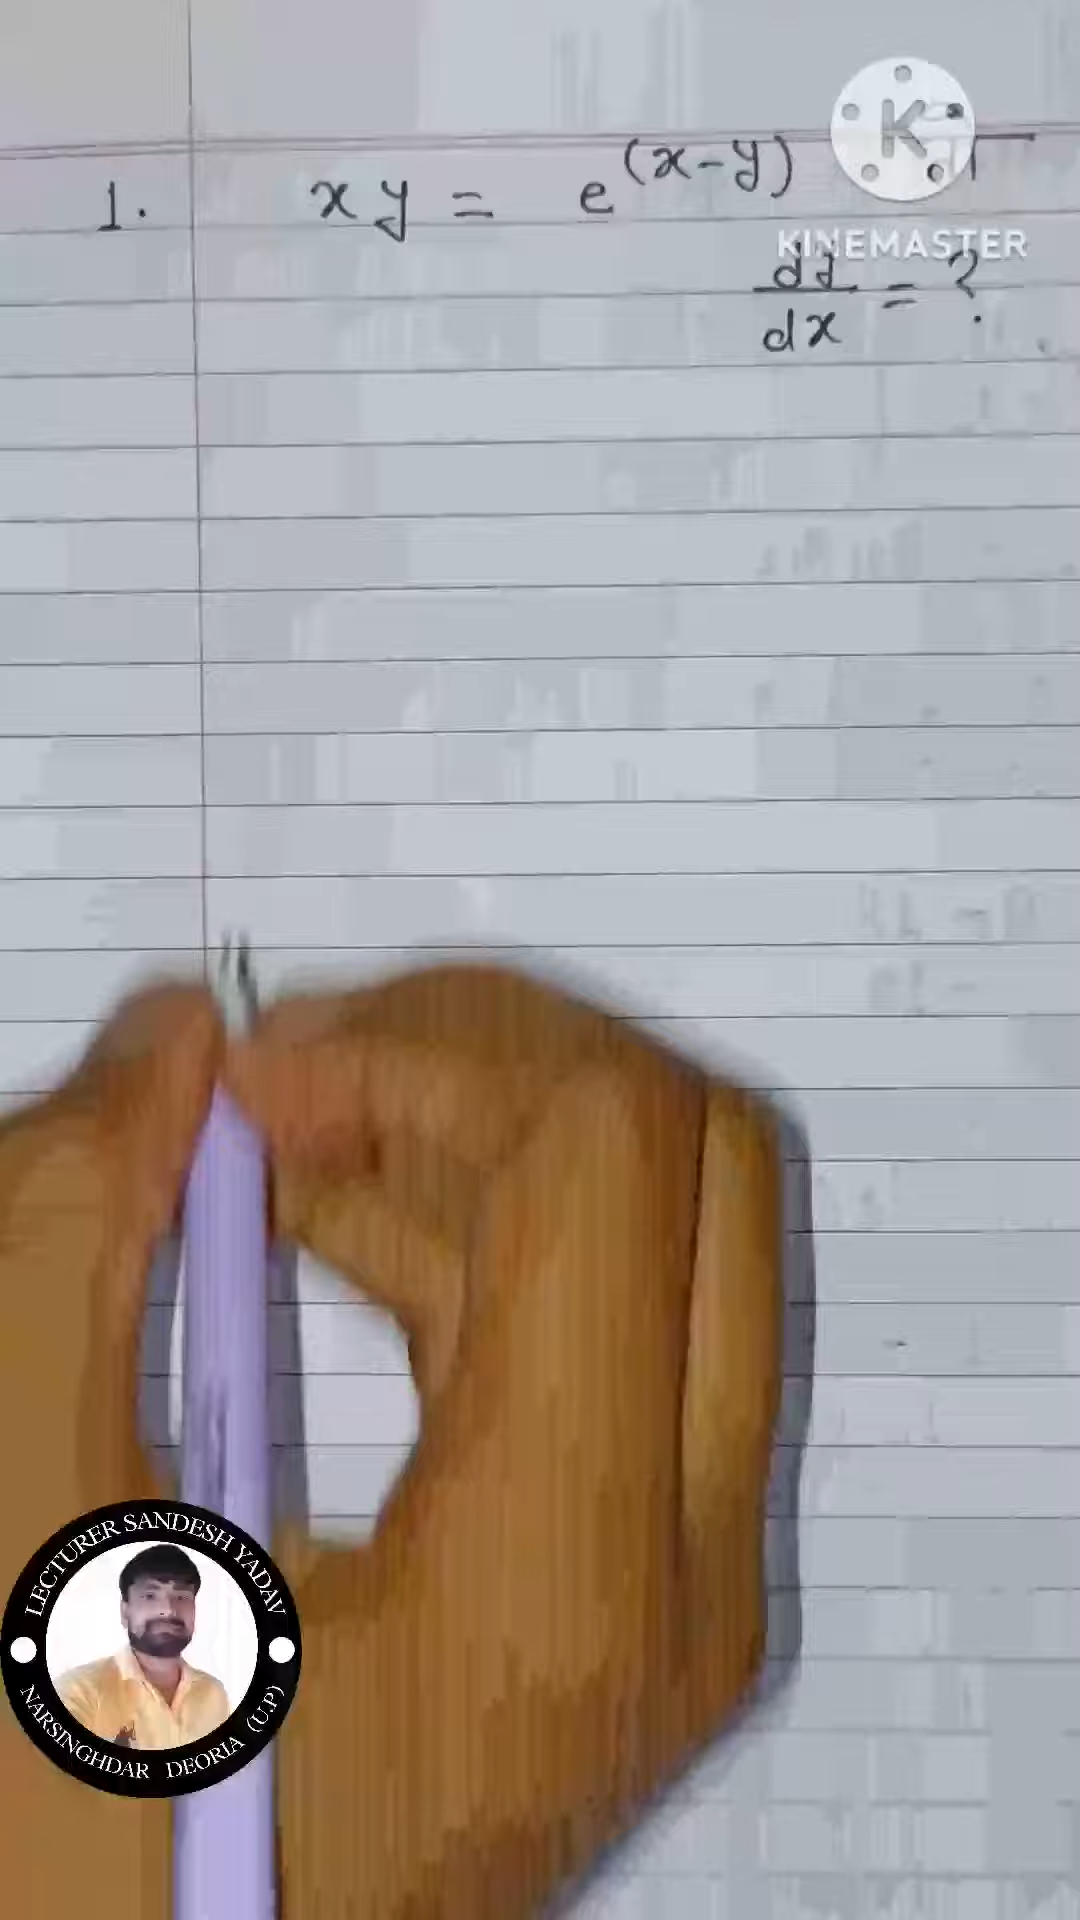 1. xy = e^(x-y)
dy/dx = ?
K
KINEMASTER
LECTURER SANDESH YADAV
NARSINGHDAR DEORIA (U.P)